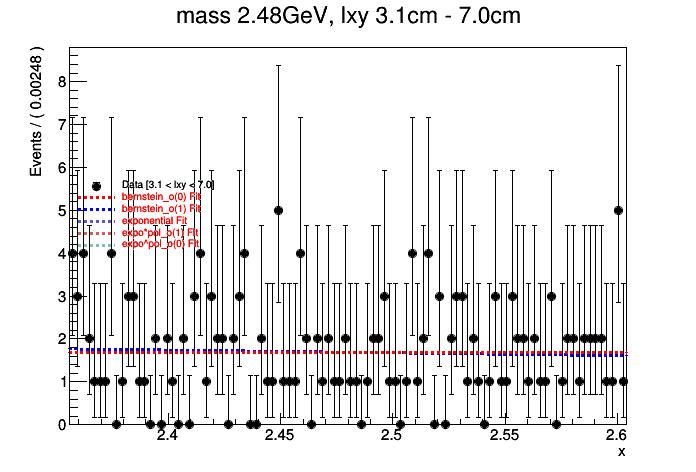 mass 2.48GeV, lxy 3.1cm - 7.0cm
Events / ( 0.00248 )
8
7
6
5
4
3
2
1
0
Data [3.1 < lxy < 7.0]
bernstein_o(0) Fit
bernstein_o(1) Fit
exponential Fit
expo*pol_o(1) Fit
expo^pol_o(0) Fit
2.4 2.45 2.5 2.55 2.6
x